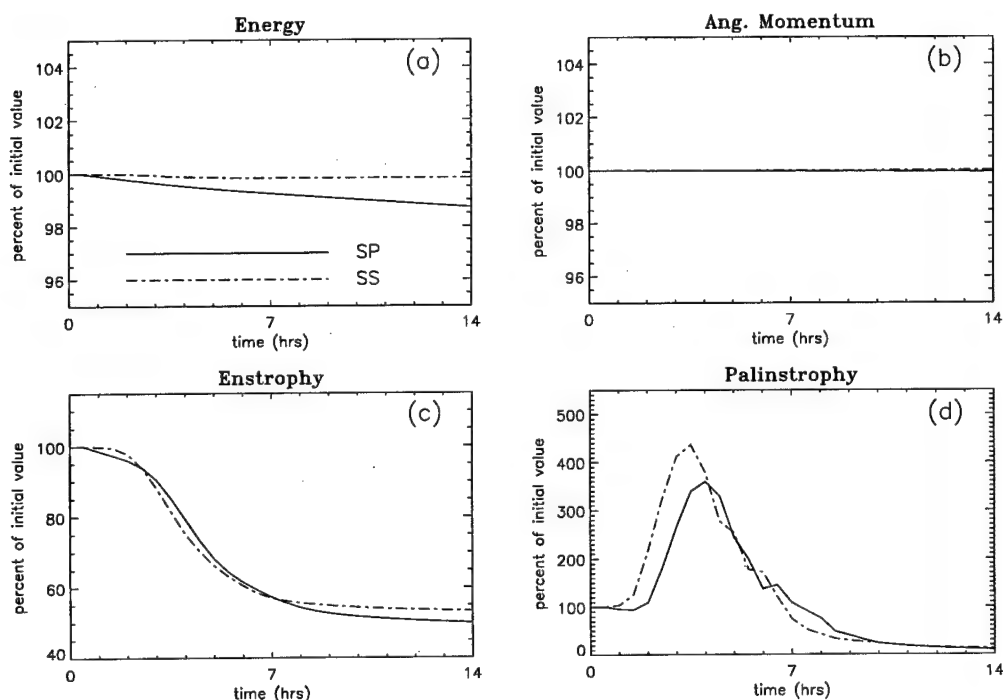 Energy
(a)
104
102
100
98
96
percent of initial value
SP
SS
0
7
14
time (hrs)
Ang. Momentum
(b)
104
102
100
98
96
percent of initial value
0
7
14
time (hrs)
Enstrophy
(c)
100
80
60
40
percent of initial value
0
7
14
time (hrs)
Palinstrophy
(d)
500
400
300
200
100
0
percent of initial value
0
7
14
time (hrs)